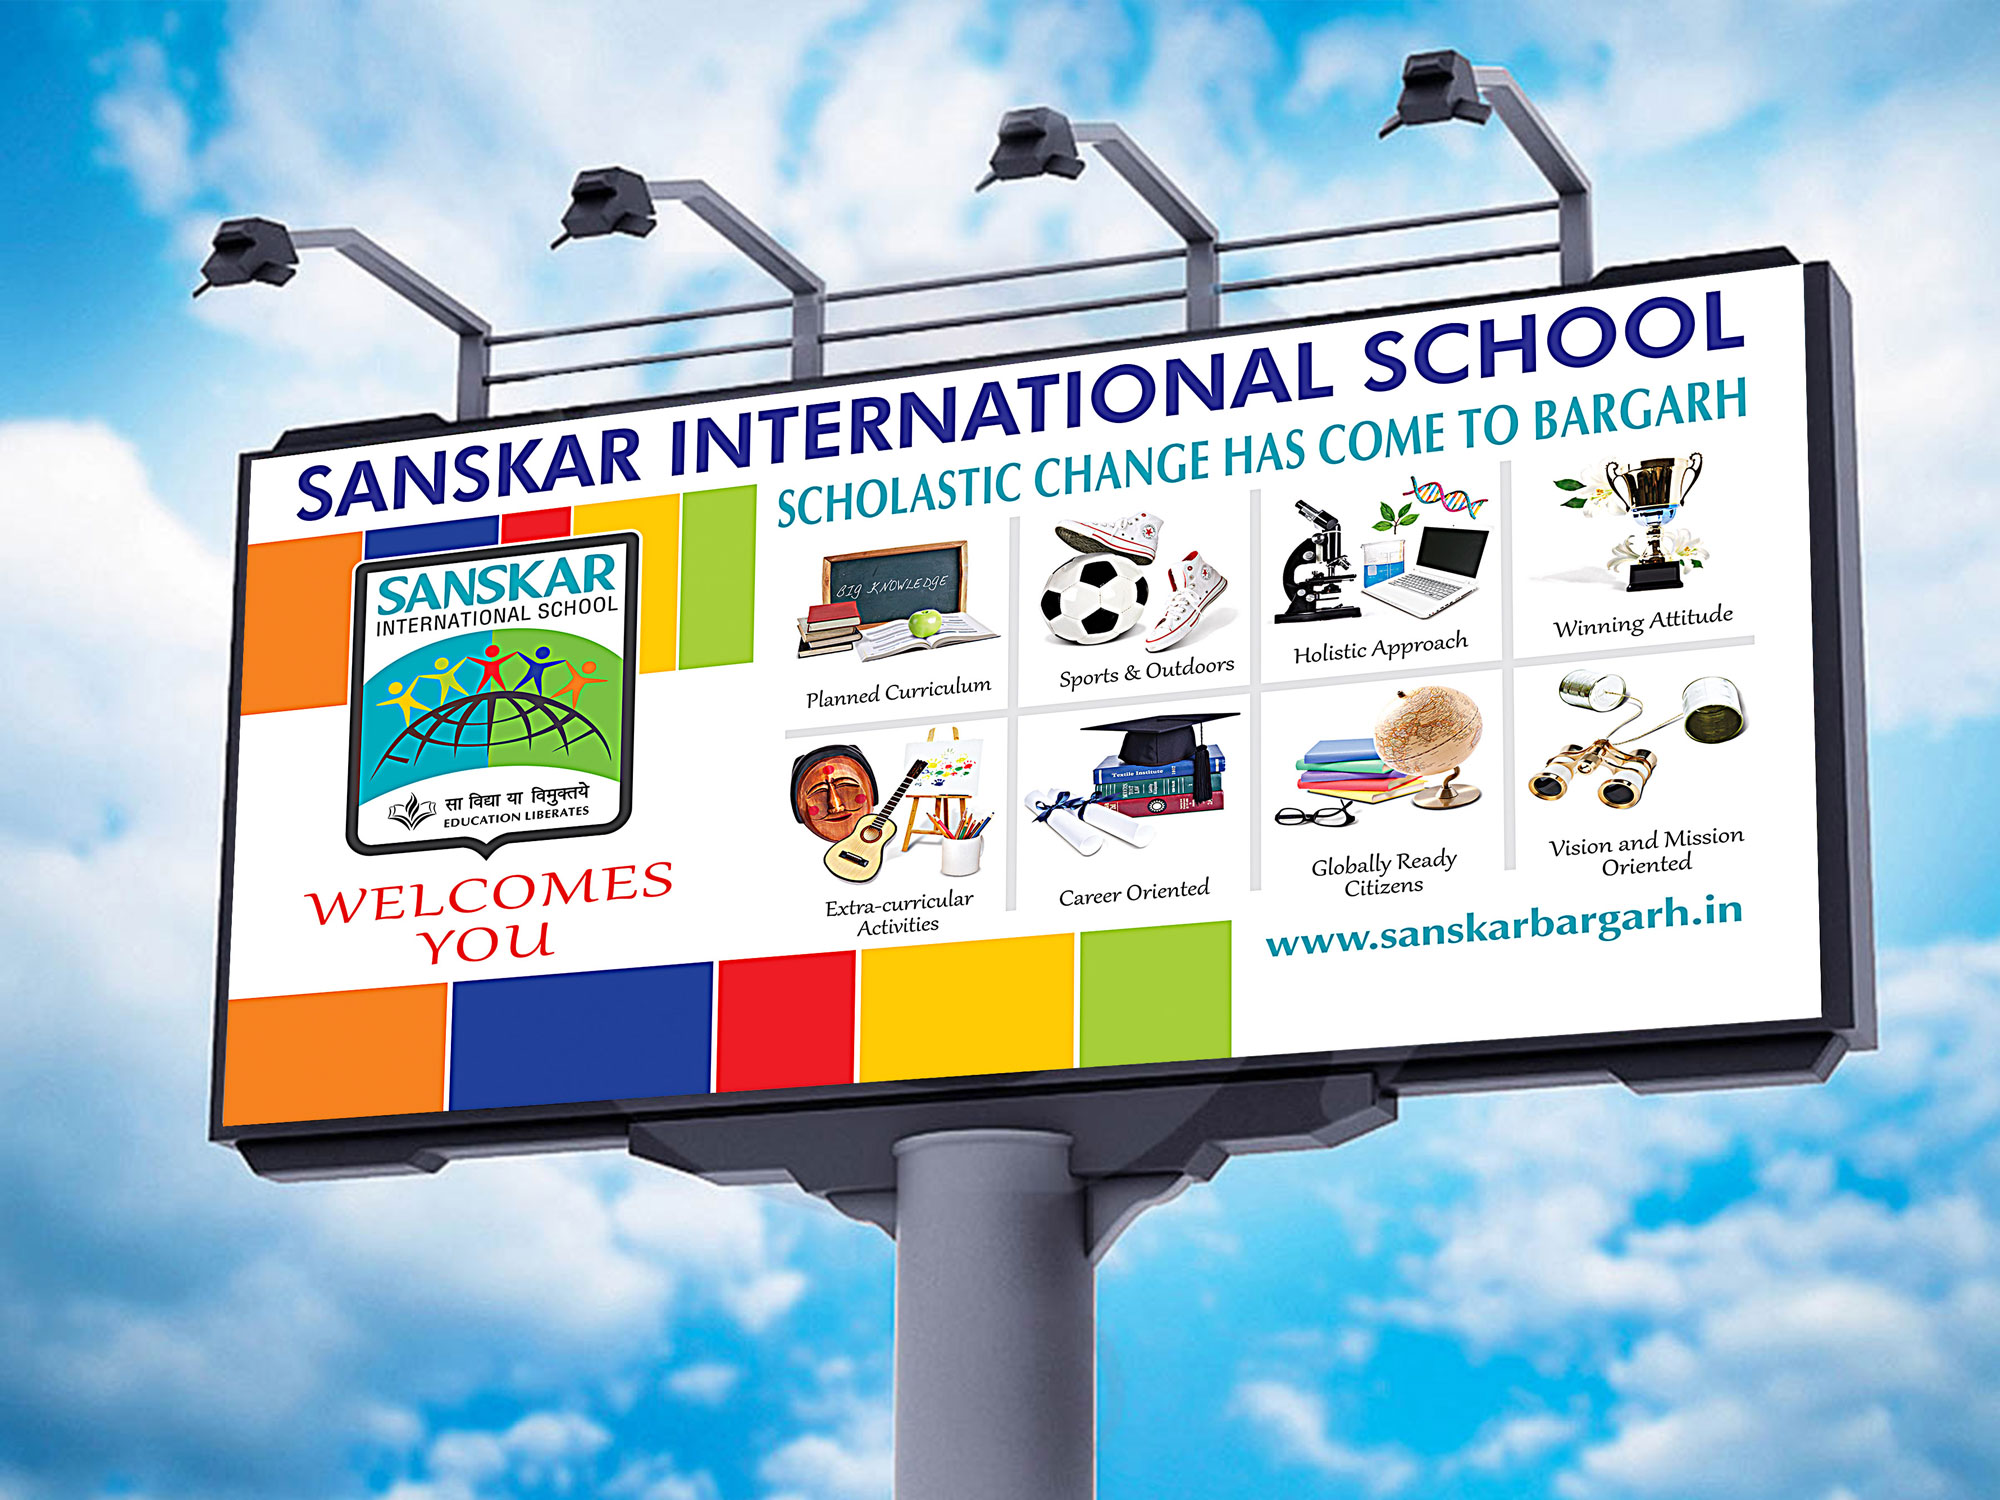 SANSKAR INTERNATIONAL SCHOOL
SCHOLASTIC CHANGE HAS COME TO BARGARH
SANSKAR
INTERNATIONAL SCHOOL
सा विद्या या विमुक्तये
EDUCATION LIBERATES
WELCOMES
YOU
BIG KNOWLEDGE
Planned Curriculum
Sports & Outdoors
Holistic Approach
Winning Attitude
Extra-curricular
Activities
Textile Institute
Career Oriented
Globally Ready
Citizens
Vision and Mission
Oriented
www.sanskarbargarh.in